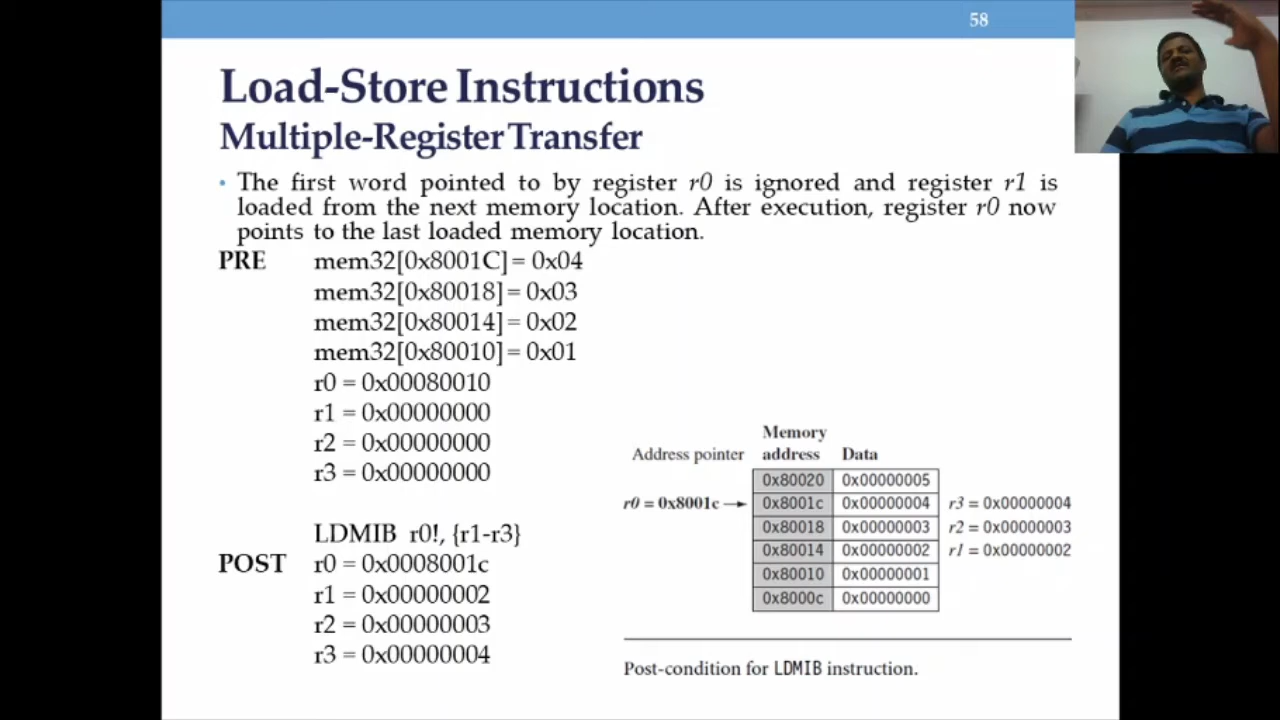 58
Load-Store Instructions
Multiple-Register Transfer
• The first word pointed to by register r0 is ignored and register r1 is
loaded from the next memory location. After execution, register r0 now
points to the last loaded memory location.
PRE mem32[0x8001C] = 0x04
mem32[0x80018] = 0x03
mem32[0x80014] = 0x02
mem32[0x80010] = 0x01
r0 = 0x00080010
r1 = 0x00000000
r2 = 0x00000000
r3 = 0x00000000
LDMIB r0!, {r1-r3}
POST r0 = 0x0008001c
r1 = 0x00000002
r2 = 0x00000003
r3 = 0x00000004
Memory
Address pointer address Data
0x80020 0x00000005
r0 = 0x8001c 0x8001c 0x00000004 r3 = 0x00000004
0x80018 0x00000003 r2 = 0x00000003
0x80014 0x00000002 r1 = 0x00000002
0x80010 0x00000001
0x8000c 0x00000000
Post-condition for LDMIB instruction.